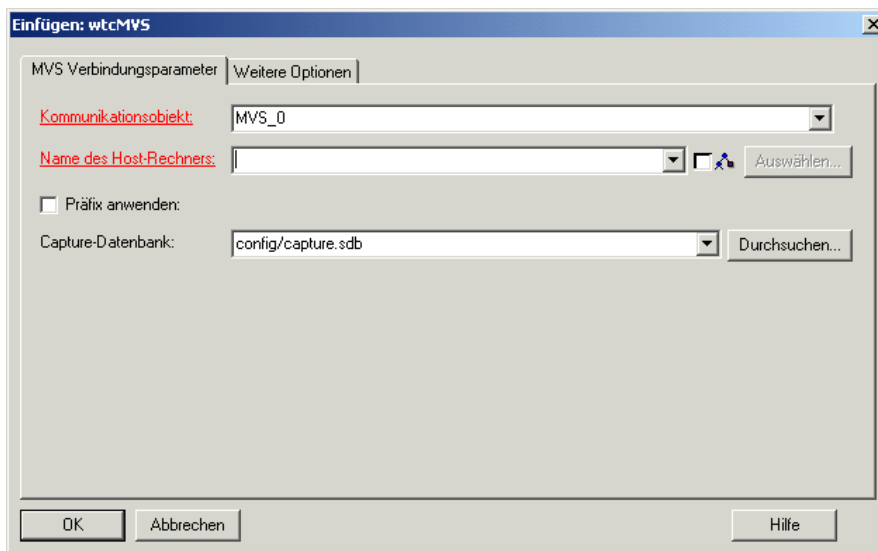 Einfügen: wtcMVS
MVS Verbindungsparameter Weitere Optionen
Kommunikationsobjekt: MVS_0
Name des Host-Rechners: Auswählen...
Präfix anwenden:
Capture-Datenbank: config/capture.sdb Durchsuchen...
OK Abbrechen Hilfe